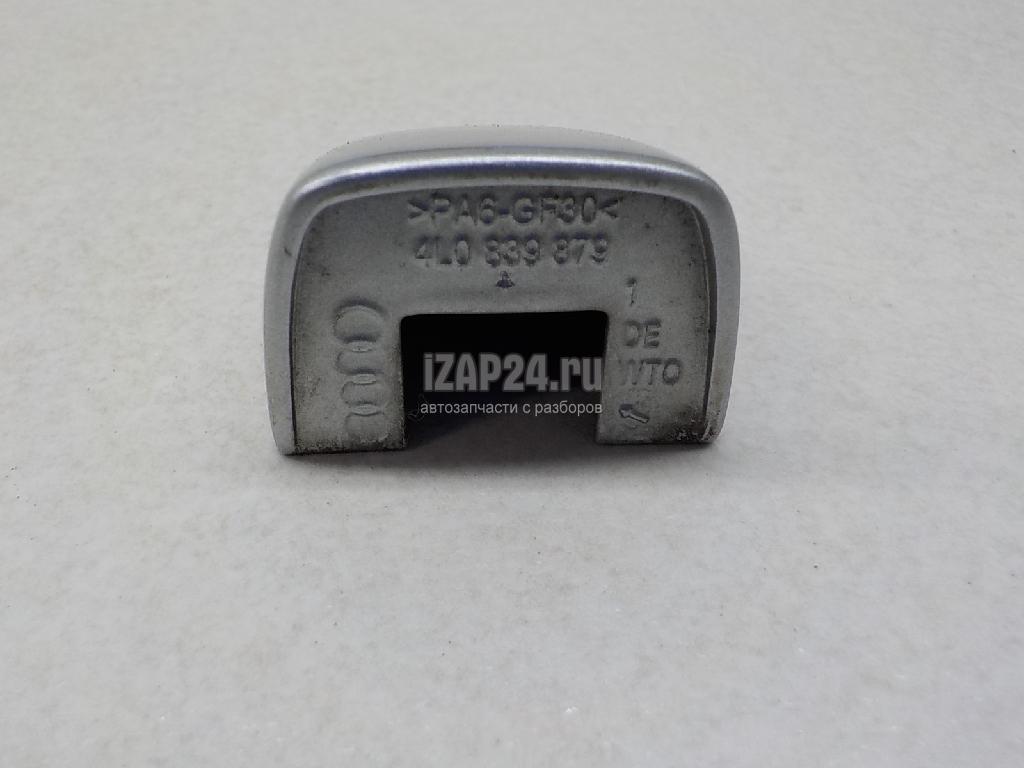 >PA6-GF30<
4L0 839 879
1
DE
WTO
iZAP24.ru
автозапчасти с разборов